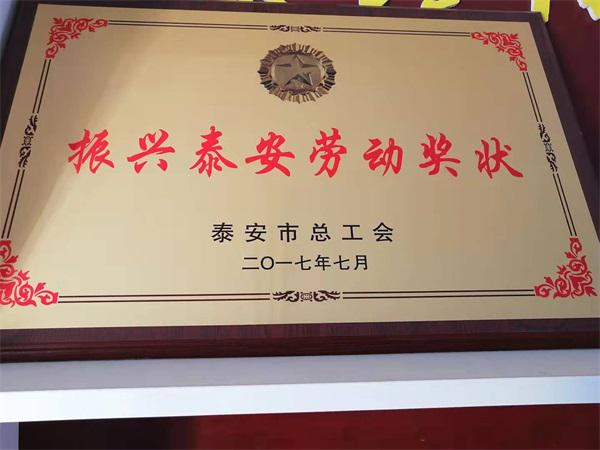 振兴泰安劳动奖状
泰安市总工会
二〇一七年七月